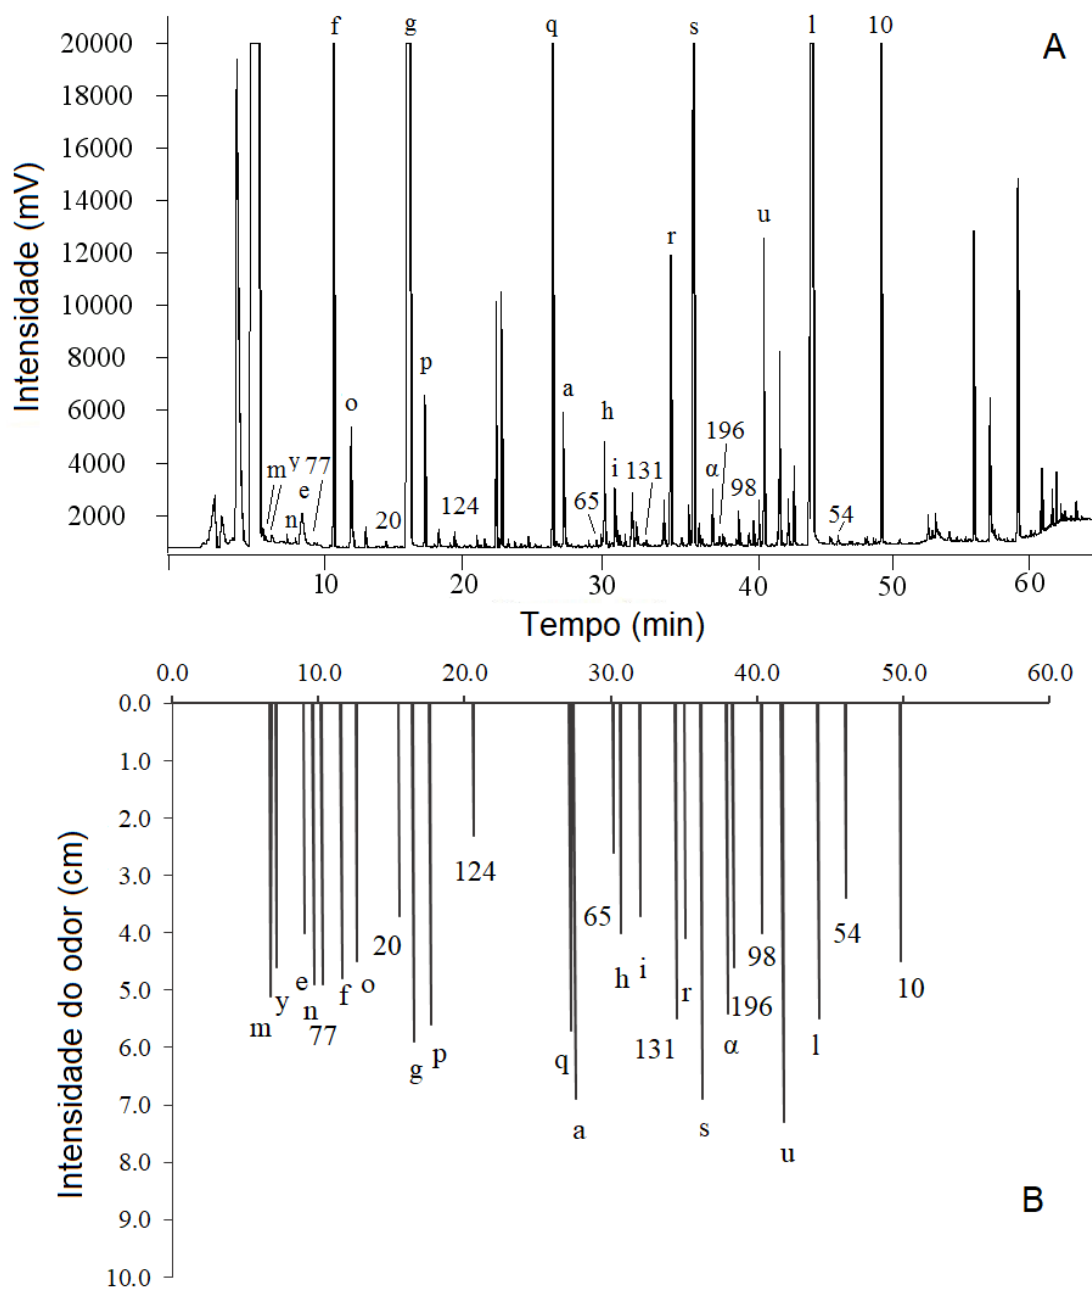 f g q s l 10
A
20000
18000
16000
14000
12000
10000
8000
6000
4000
2000
Intensidade (mV)
u
r
p
o
a
h
196
m y 77
e
n
20
124
65
i
131
α
98
54
10 20 30 40 50 60
Tempo (min)
0.0 10.0 20.0 30.0 40.0 50.0 60.0
0.0
1.0
2.0
3.0
4.0
5.0
6.0
7.0
8.0
9.0
10.0
Intensidade do odor (cm)
124
20
65
98
54
h
i
e
y
n
f
o
m
77
r
196
10
g
p
131
α
l
q
a
s
u
B